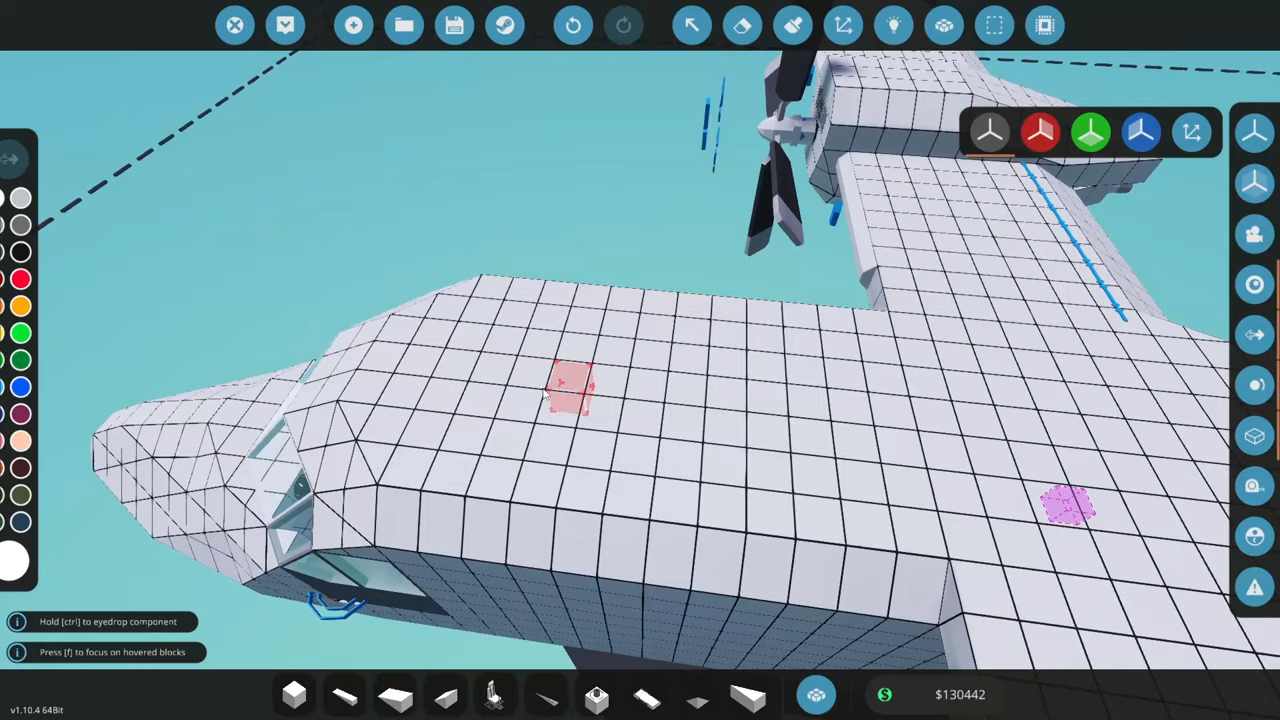 Hold [ctrl] to eyedrop component
Press [f] to focus on hovered blocks
$
$130442
v1.10.4 64Bit